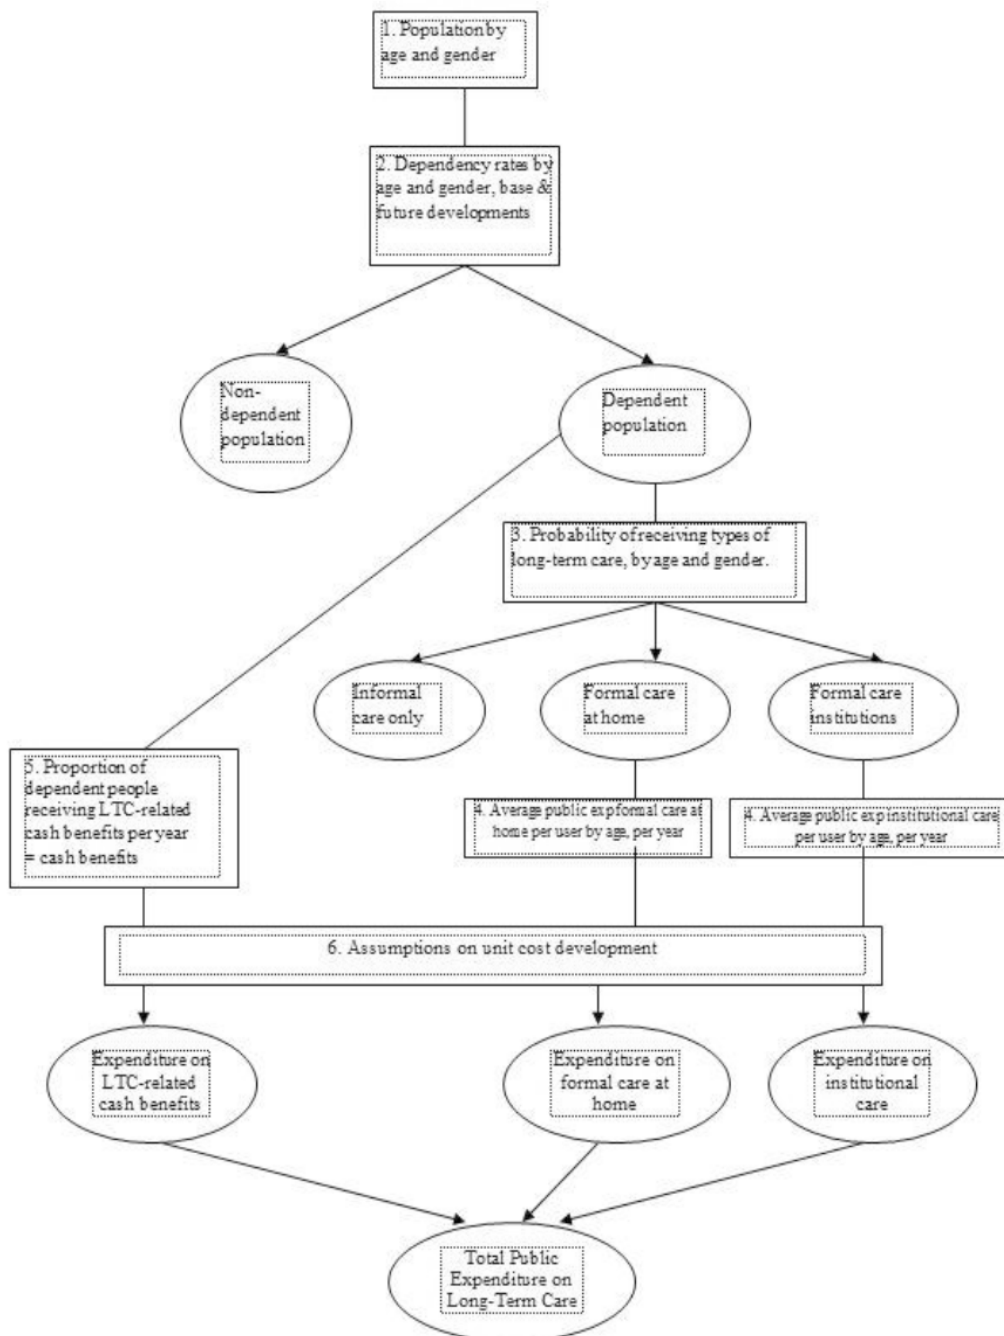 1. Population by
age and gender
2. Dependency rates by
age and gender, base &
future developments
Non-
dependent
population
Dependent
population
3. Probability of receiving types of
long-term care, by age and gender.
Informal
care only
Formal care
at home
Formal care
institutions
5. Proportion of
dependent people
receiving LTC-related
cash benefits per year
= cash benefits
4. Average public exp formal care at
home per user by age, per year
4. Average public exp institutional care
per user by age, per year
6. Assumptions on unit cost development
Expenditure on
LTC-related
cash benefits
Expenditure on
formal care at
home
Expenditure on
institutional
care
Total Public
Expenditure on
Long-Term Care